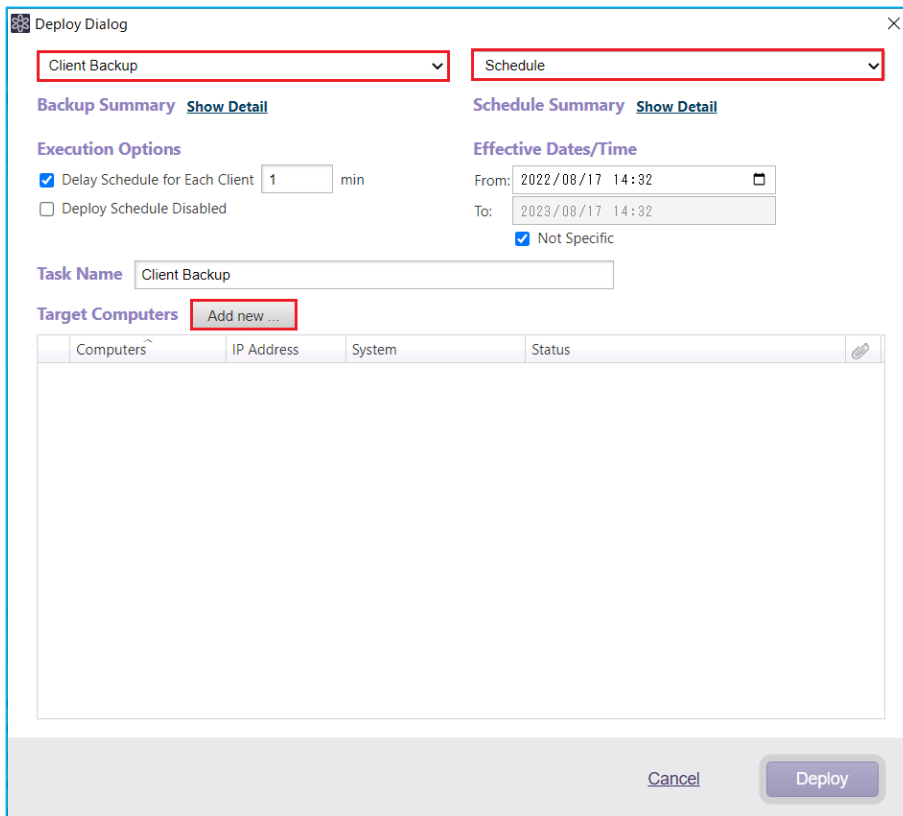 Deploy Dialog
Client Backup
Schedule
Backup Summary Show Detail
Schedule Summary Show Detail
Execution Options
Effective Dates/Time
Delay Schedule for Each Client 1 min
From: 2022/08/17 14:32
Deploy Schedule Disabled
To: 2023/08/17 14:32
Not Specific
Task Name Client Backup
Target Computers Add new ...
Computers IP Address System Status
Cancel Deploy